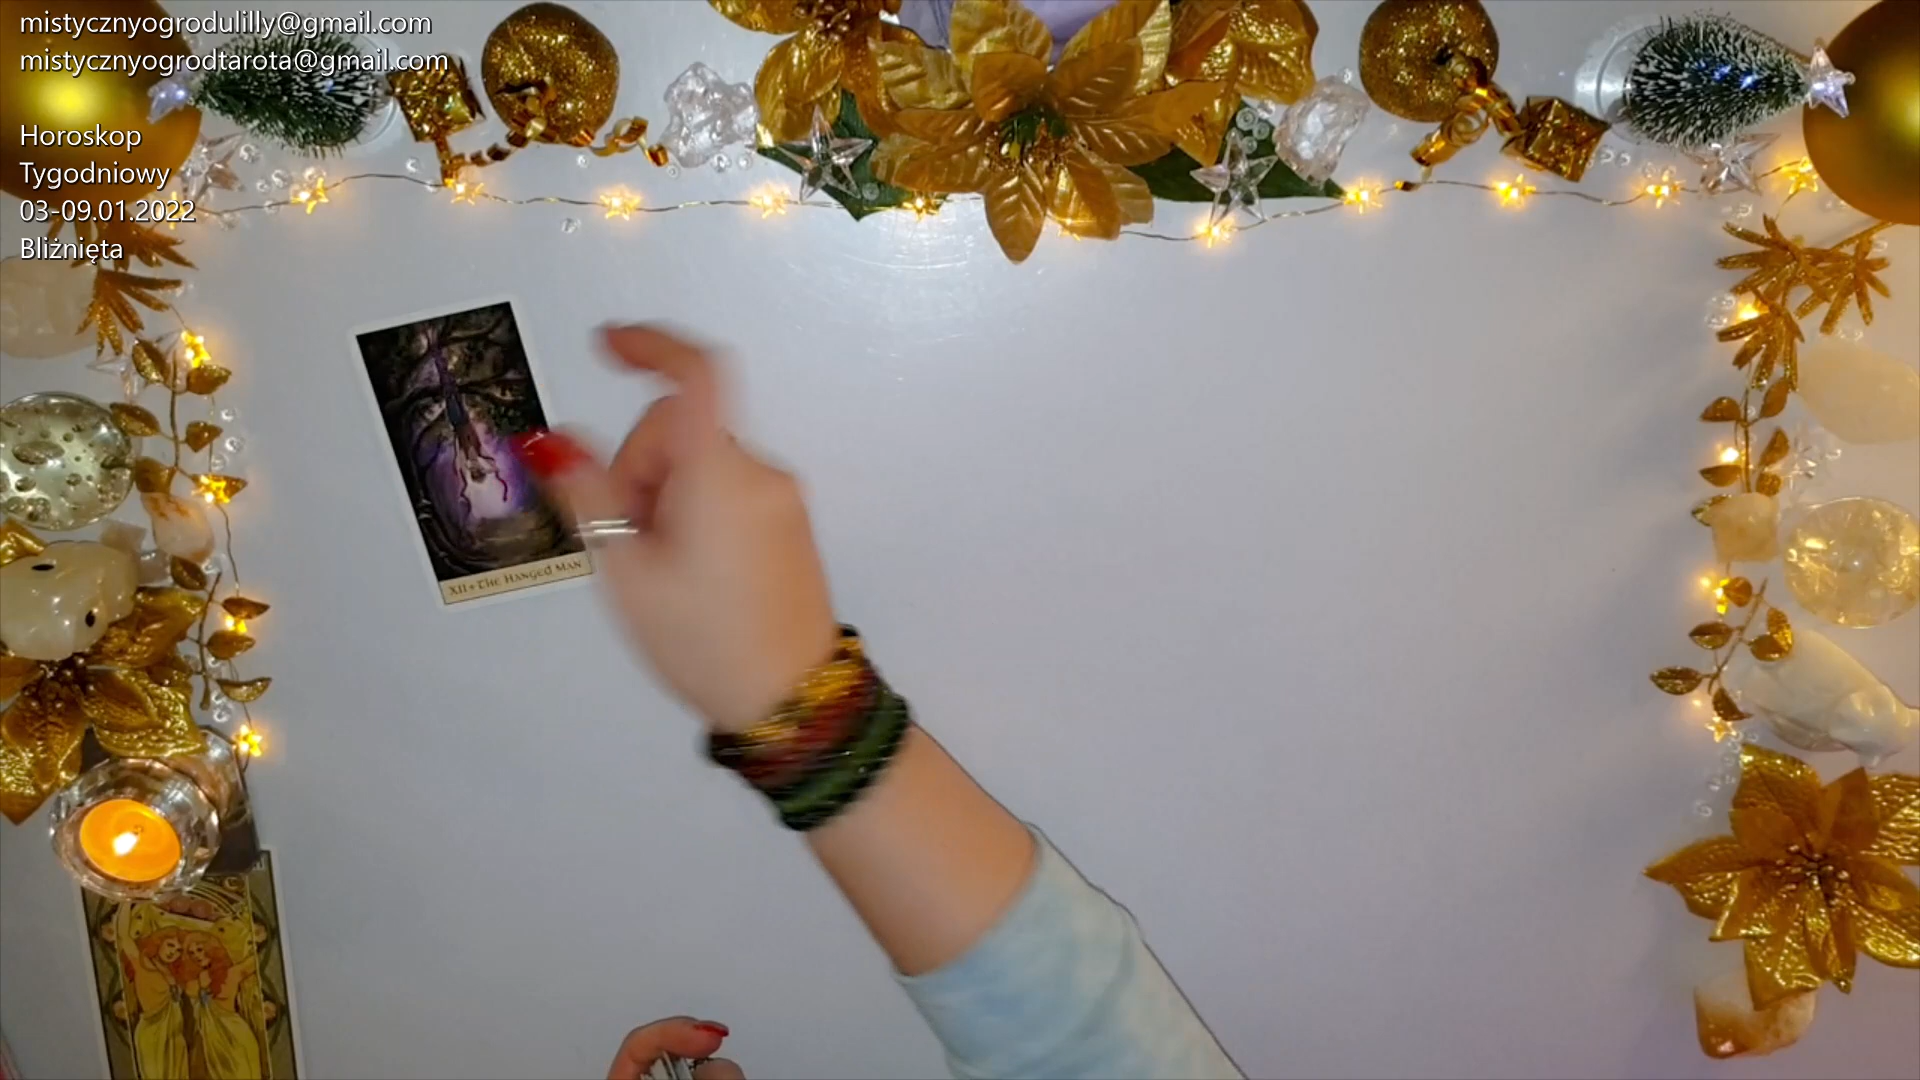 mistycznyogrodulilly@gmail.com
mistycznyogrodtarota@gmail.com
Horoskop
Tygodniowy
03-09.01.2022
Bliźnięta
XII • The Hanged Man